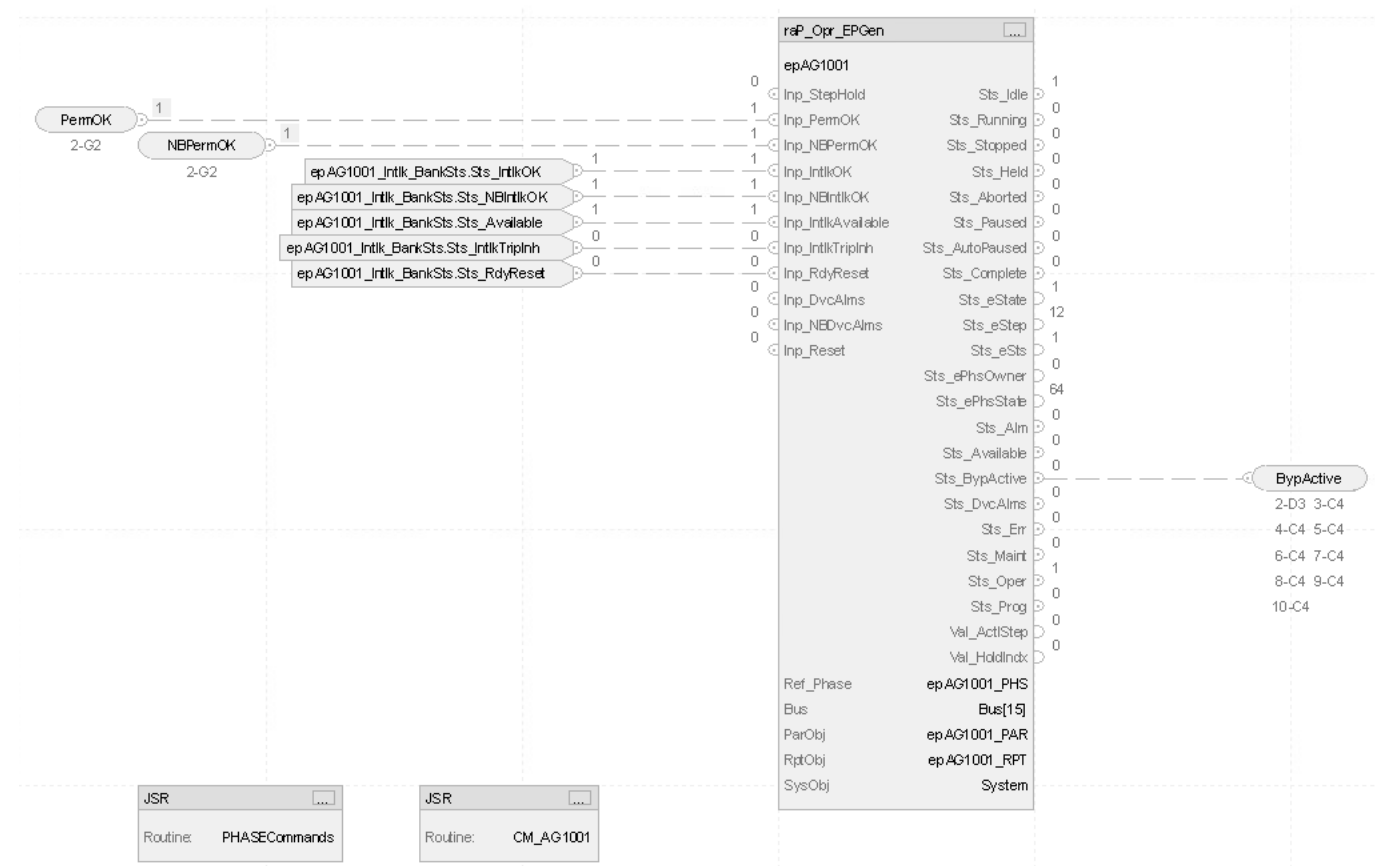 raP_Opr_EPGen ...
epAG1001
0 1
Inp_StepHold Sts_Idle
PermOK 1 1 Inp_PermOK Sts_Running 0
2-G2
NBPermOK 1 1 Inp_NBPermOK Sts_Stopped 0
2-G2
epAG1001_Intlk_BankSts.Sts_IntlkOK 1 1 Inp_IntlkOK Sts_Held 0
epAG1001_Intlk_BankSts.Sts_NBIntlkOK 1 1 Inp_NBIntlkOK Sts_Aborted 0
epAG1001_Intlk_BankSts.Sts_Available 1 1 Inp_IntlkAvailable Sts_Paused 0
epAG1001_Intlk_BankSts.Sts_IntlkTripInh 0 0 Inp_IntlkTripInh Sts_AutoPaused 0
epAG1001_Intlk_BankSts.Sts_RdyReset 0 0 Inp_RdyReset Sts_Complete 0
0 Inp_DvcAlms Sts_eState 1
0 Inp_NBDvcAlms Sts_eStep 12
0 Inp_Reset Sts_eSts 1
Sts_ePhsOwner 0
Sts_ePhsState 64
Sts_Alm 0
Sts_Available 0
Sts_BypActive 0 BypActive
Sts_DvcAlms 0 2-D3 3-C4
Sts_Err 0 4-C4 5-C4
Sts_Maint 0 6-C4 7-C4
Sts_Oper 1 8-C4 9-C4
Sts_Prog 0 10-C4
Val_ActlStep 0
Val_HoldIndx 0
Ref_Phase epAG1001_PHS
Bus Bus[15]
ParObj epAG1001_PAR
RptObj epAG1001_RPT
SysObj System
JSR ...
Routine: PHASECommands
JSR ...
Routine: CM_AG1001